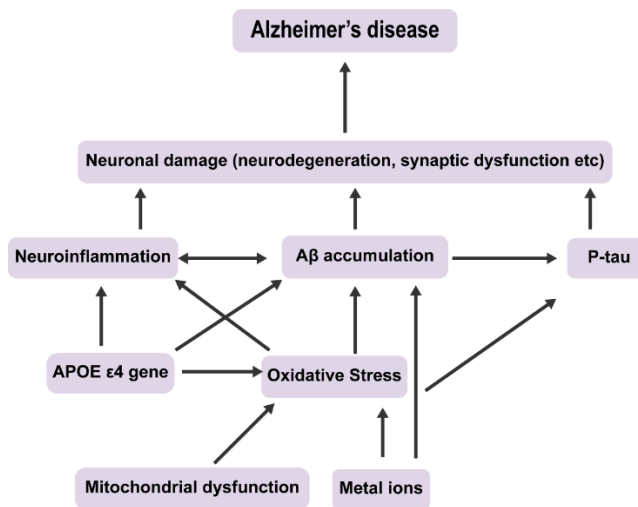 Alzheimer's disease
Neuronal damage (neurodegeneration, synaptic dysfunction etc)
Neuroinflammation
Aβ accumulation
P-tau
APOE ε4 gene
Oxidative Stress
Mitochondrial dysfunction
Metal ions